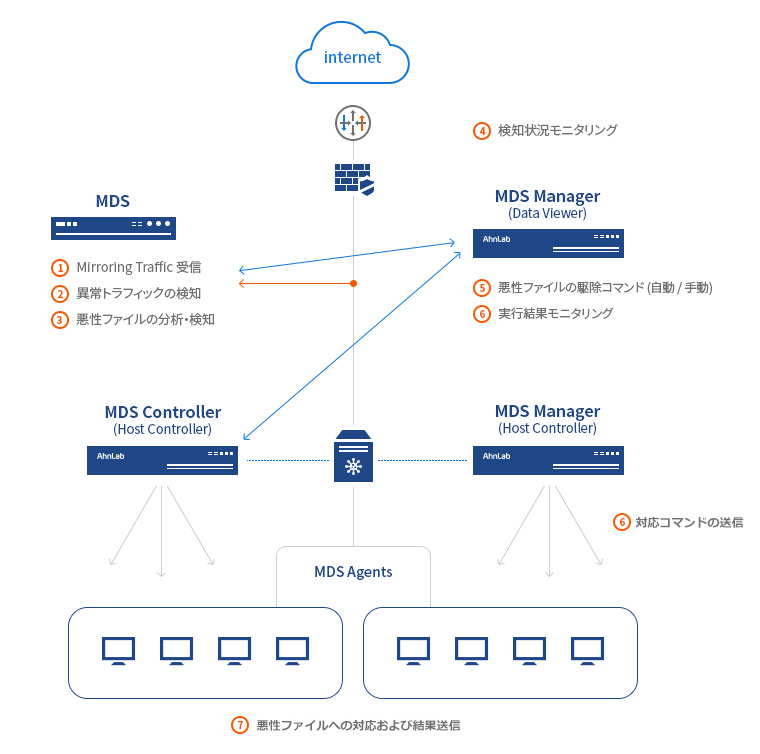 internet
④ 検知状況モニタリング
MDS
MDS Manager
(Data Viewer)
AhnLab
① Mirroring Traffic 受信
② 異常トラフィックの検知
③ 悪性ファイルの分析・検知
⑤ 悪性ファイルの駆除コマンド (自動 / 手動)
⑥ 実行結果モニタリング
MDS Controller
(Host Controller)
AhnLab
MDS Manager
(Host Controller)
AhnLab
⑥ 対応コマンドの送信
MDS Agents
⑦ 悪性ファイルへの対応および結果送信